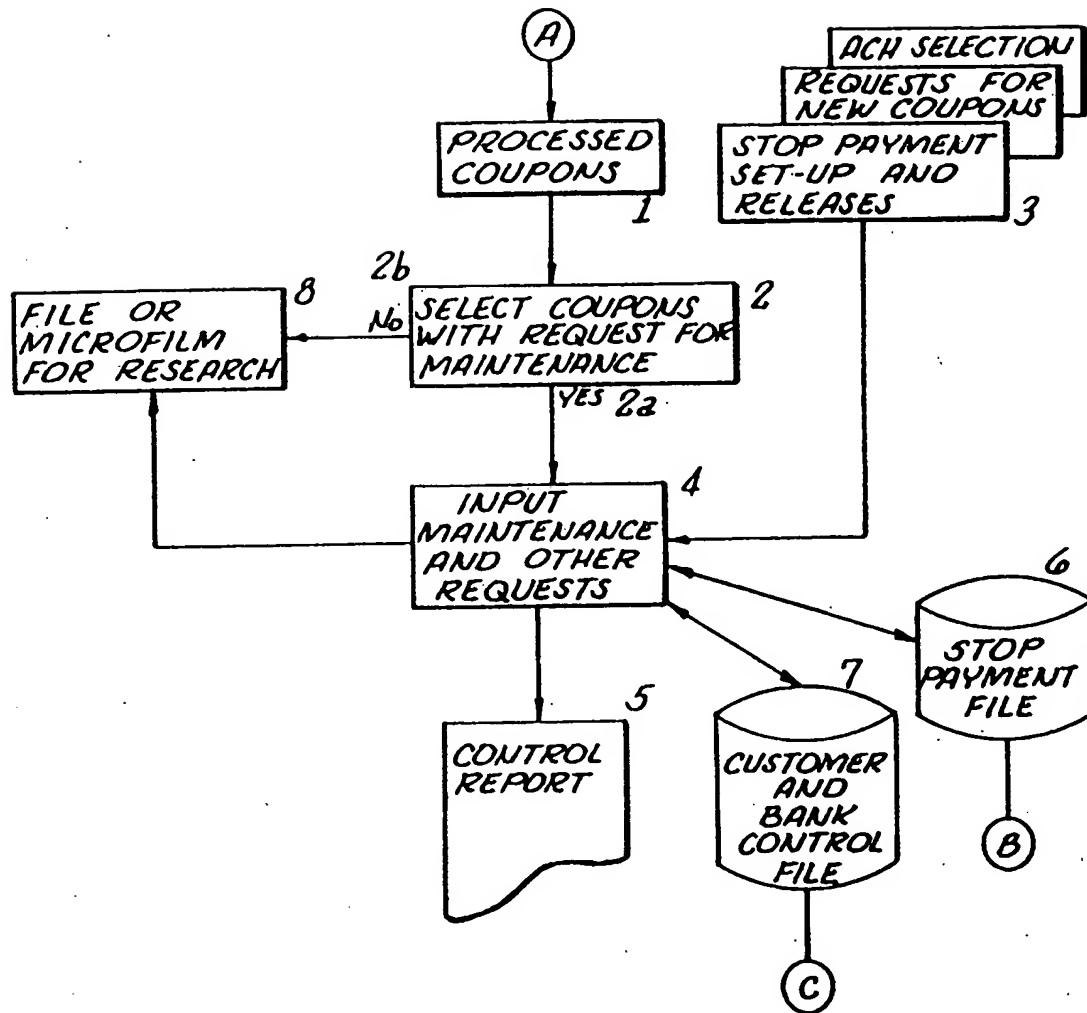 A
ACH SELECTION
REQUESTS FOR
NEW COUPONS
STOP PAYMENT
SET-UP AND
RELEASES
3
PROCESSED
COUPONS
1
2b
SELECT COUPONS
WITH REQUEST FOR
MAINTENANCE
2
No
YES 2a
8
FILE OR
MICROFILM
FOR RESEARCH
4
INPUT
MAINTENANCE
AND OTHER
REQUESTS
6
STOP
PAYMENT
FILE
5
CONTROL
REPORT
7
CUSTOMER
AND
BANK
CONTROL
FILE
B
C